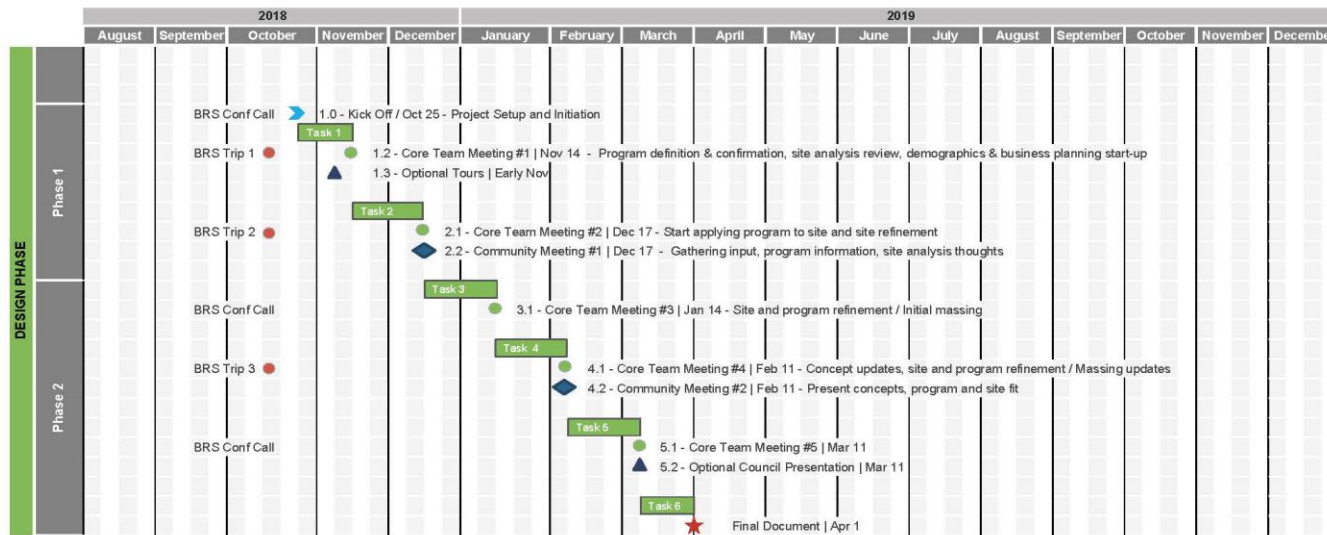 2018 2019
August September October November December January February March April May June July August September October November December
DESIGN PHASE
Phase 1
BRS Conf Call 1.0 - Kick Off / Oct 25 - Project Setup and Initiation
Task 1
BRS Trip 1 1.2 - Core Team Meeting #1 | Nov 14 - Program definition & confirmation, site analysis review, demographics & business planning start-up
1.3 - Optional Tours | Early Nov
Task 2
BRS Trip 2 2.1 - Core Team Meeting #2 | Dec 17 - Start applying program to site and site refinement
2.2 - Community Meeting #1 | Dec 17 - Gathering input, program information, site analysis thoughts
Phase 2
Task 3
BRS Conf Call 3.1 - Core Team Meeting #3 | Jan 14 - Site and program refinement / Initial massing
Task 4
BRS Trip 3 4.1 - Core Team Meeting #4 | Feb 11 - Concept updates, site and program refinement / Massing updates
4.2 - Community Meeting #2 | Feb 11 - Present concepts, program and site fit
Task 5
BRS Conf Call 5.1 - Core Team Meeting #5 | Mar 11
5.2 - Optional Council Presentation | Mar 11
Task 6
Final Document | Apr 1